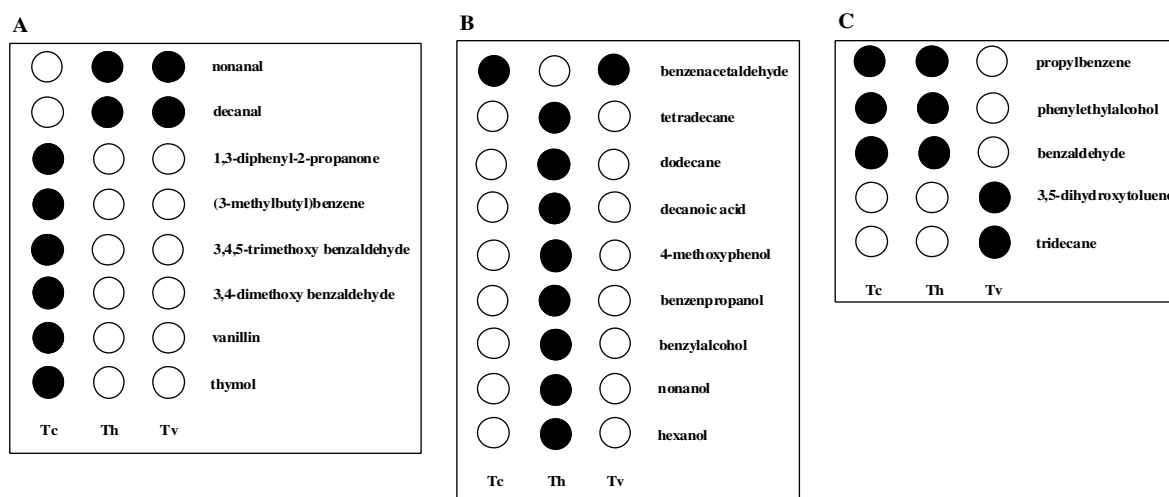 A
nonanal
decanal
1,3-diphenyl-2-propanone
(3-methylbutyl)benzene
3,4,5-trimethoxy benzaldehyde
3,4-dimethoxy benzaldehyde
vanillin
thymol
Tc Th Tv
B
benzenacetaldehyde
tetradecane
dodecane
decanoic acid
4-methoxyphenol
benzenpropanol
benzylalcohol
nonanol
hexanol
Tc Th Tv
C
propylbenzene
phenylethylalcohol
benzaldehyde
3,5-dihydroxytoluene
tridecane
Tc Th Tv